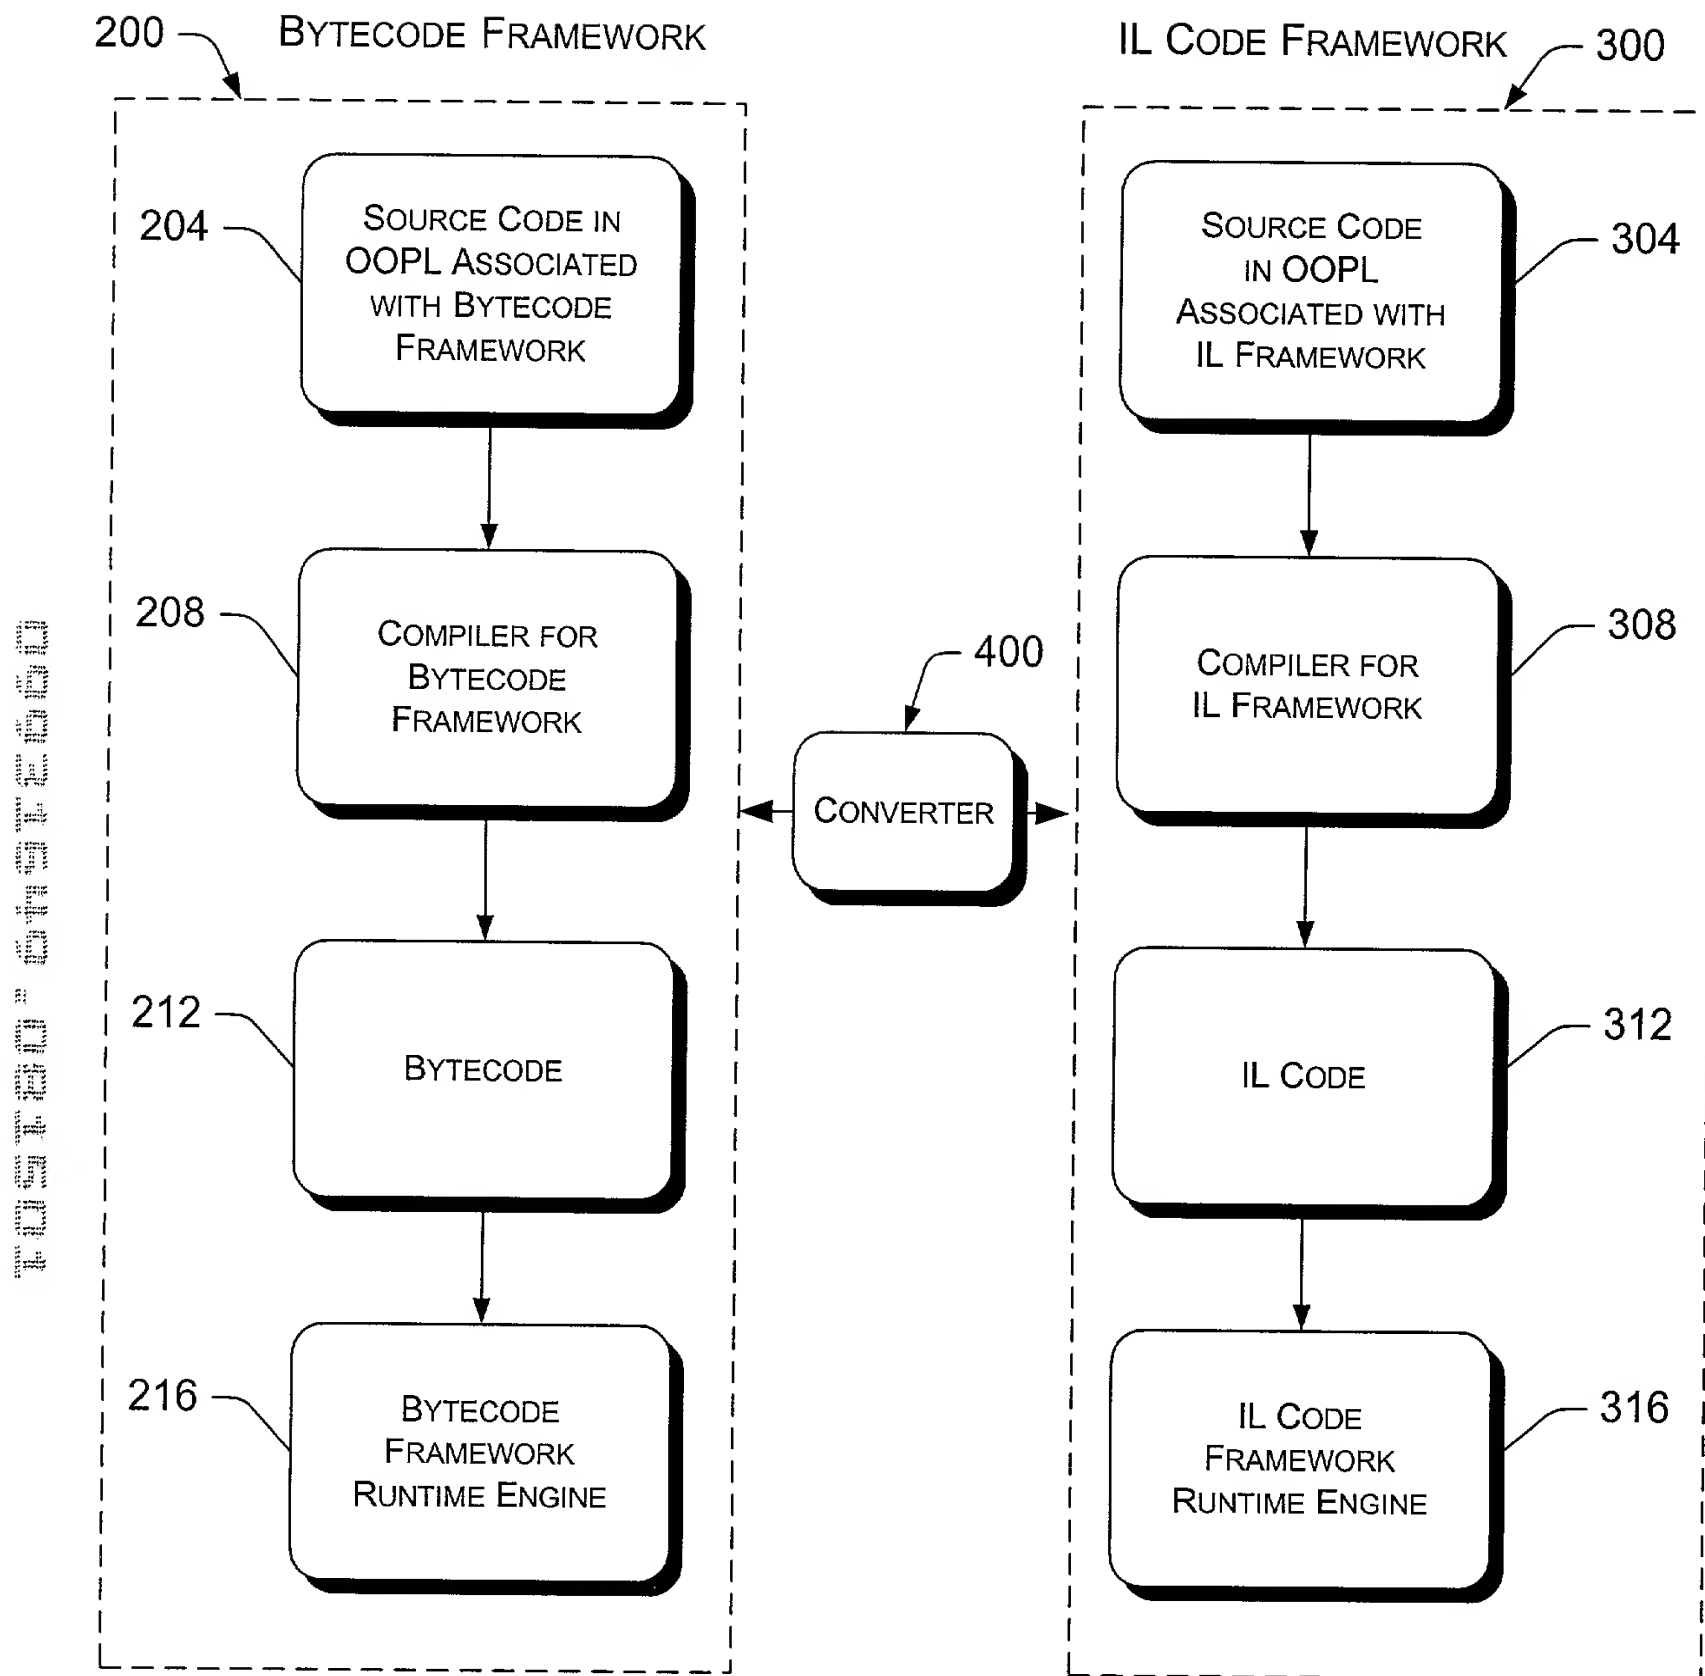 200
BYTECODE FRAMEWORK
204
SOURCE CODE IN
OOPL ASSOCIATED
WITH BYTECODE
FRAMEWORK
208
COMPILER FOR
BYTECODE
FRAMEWORK
212
BYTECODE
216
BYTECODE
FRAMEWORK
RUNTIME ENGINE
400
CONVERTER
IL CODE FRAMEWORK
300
SOURCE CODE
IN OOPL
ASSOCIATED WITH
IL FRAMEWORK
304
COMPILER FOR
IL FRAMEWORK
308
IL CODE
312
IL CODE
FRAMEWORK
RUNTIME ENGINE
316